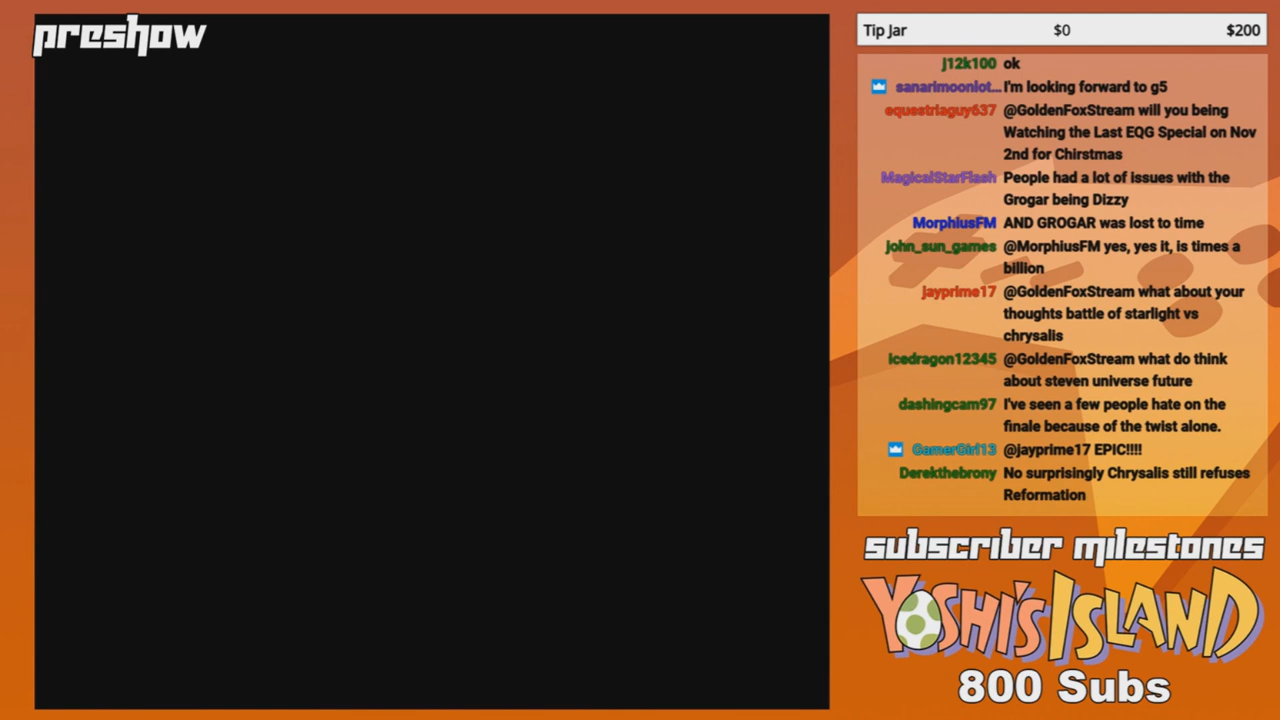 preshow
Tip Jar $0 $200
j12k100 ok
sanarimoonlot... I'm looking forward to g5
equestriaguy637 @GoldenFoxStream will you being
Watching the Last EQG Special on Nov
2nd for Chirstmas
MagicalStarFlash People had a lot of issues with the
Grogar being Dizzy
MorphiusFM AND GROGAR was lost to time
john_sun_games @MorphiusFM yes, yes it, is times a
billion
jayprime17 @GoldenFoxStream what about your
thoughts battle of starlight vs
chrysalis
Icedragon12345 @GoldenFoxStream what do think
about steven universe future
dashingcam97 I've seen a few people hate on the
finale because of the twist alone.
GamerGirl13 @jayprime17 EPIC!!!!
Derekthebrony No surprisingly Chrysalis still refuses
Reformation
subscriber milestones
YOSHI'S ISLAND
800 Subs